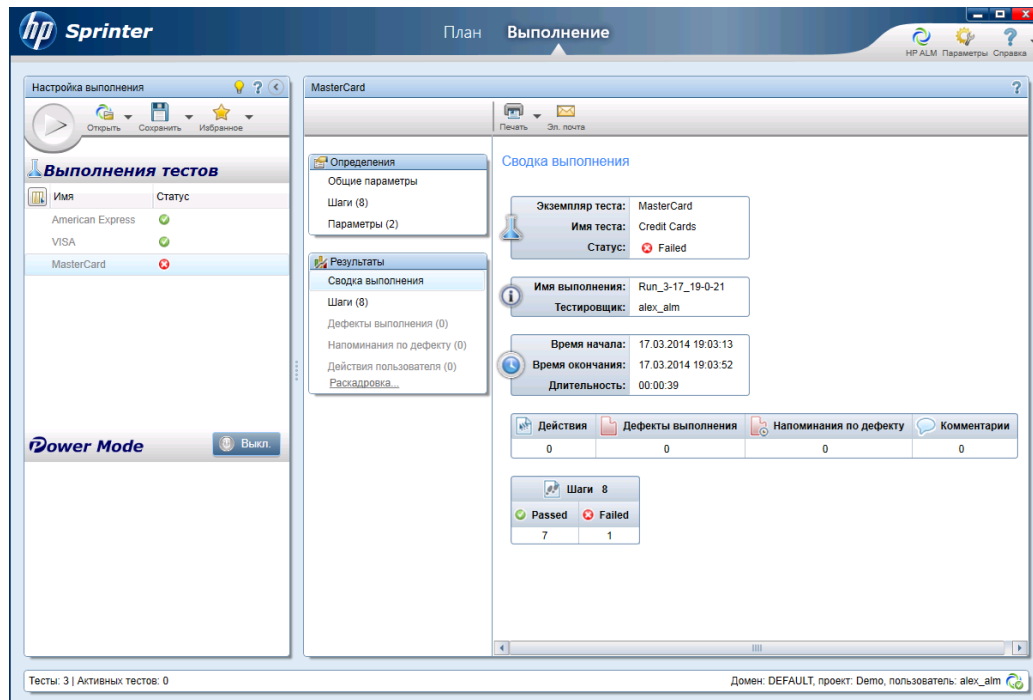 hp Sprinter
План Выполнение
HP ALM Параметры Справка
Настройка выполнения ?
Открыть Сохранить Избранное
Выполнения тестов
Имя Статус
American Express
VISA
MasterCard
Power Mode Выкл.
MasterCard ?
Определения
Общие параметры
Шаги (8)
Параметры (2)
Результаты
Сводка выполнения
Шаги (8)
Дефекты выполнения (0)
Напоминания по дефекту (0)
Действия пользователя (0)
Раскадровка...
Печать Эл. почта
Сводка выполнения
Экземпляр теста: MasterCard
Имя теста: Credit Cards
Статус: Failed
Имя выполнения: Run_3-17_19-0-21
Тестировщик: alex_alm
Время начала: 17.03.2014 19:03:13
Время окончания: 17.03.2014 19:03:52
Длительность: 00:00:39
Действия Дефекты выполнения Напоминания по дефекту Комментарии
0 0 0 0
Шаги 8
Passed Failed
7 1
Тесты: 3 | Активных тестов: 0
Домен: DEFAULT, проект: Demo, пользователь: alex_alm